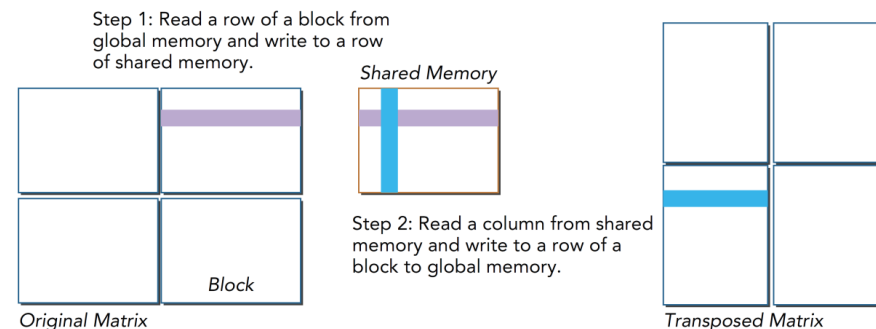 Step 1: Read a row of a block from
global memory and write to a row
of shared memory.
Shared Memory
Step 2: Read a column from shared
memory and write to a row of a
block to global memory.
Block
Original Matrix
Transposed Matrix